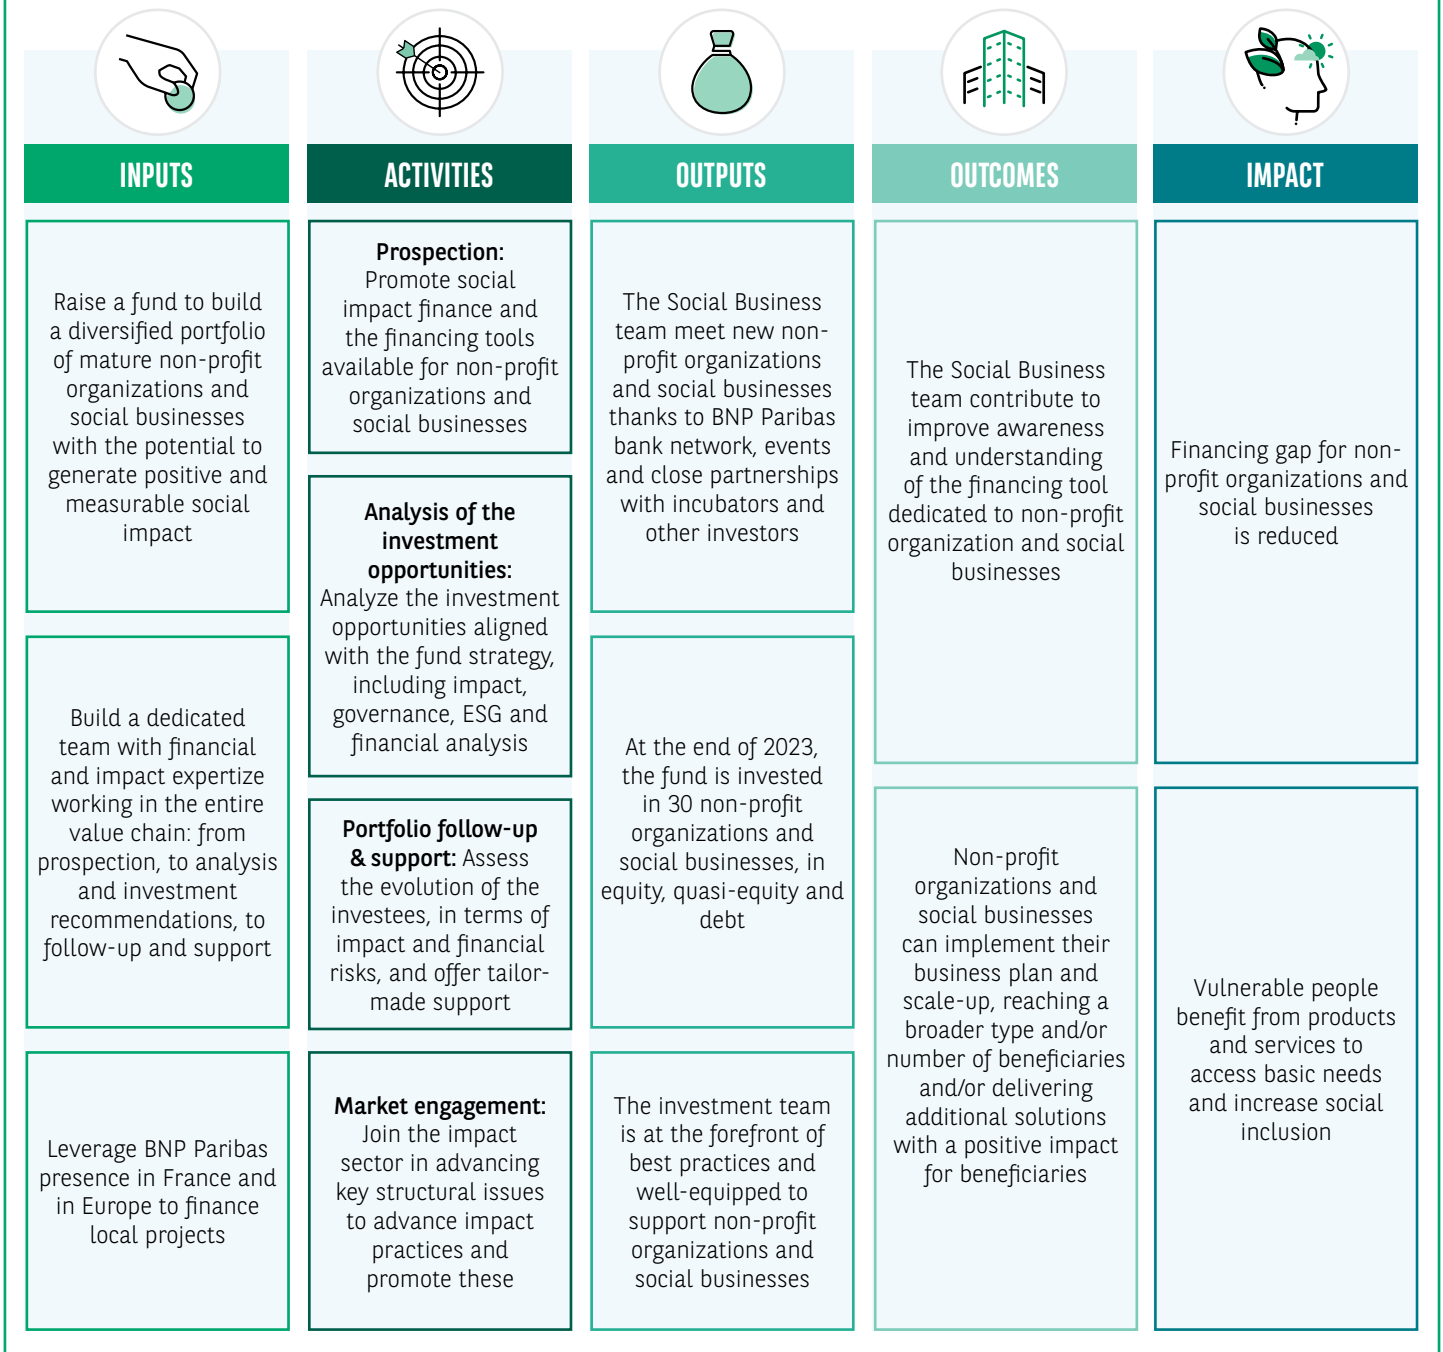 INPUTS
Raise a fund to build
a diversified portfolio
of mature non-profit
organizations and
social businesses
with the potential to
generate positive and
measurable social
impact
Build a dedicated
team with financial
and impact expertize
working in the entire
value chain: from
prospection, to analysis
and investment
recommendations, to
follow-up and support
Leverage BNP Paribas
presence in France and
in Europe to finance
local projects
ACTIVITIES
Prospection:
Promote social
impact finance and
the financing tools
available for non-profit
organizations and
social businesses
Analysis of the
investment
opportunities:
Analyze the investment
opportunities aligned
with the fund strategy,
including impact,
governance, ESG and
financial analysis
Portfolio follow-up
& support: Assess
the evolution of the
investees, in terms of
impact and financial
risks, and offer tailor-
made support
Market engagement:
Join the impact
sector in advancing
key structural issues
to advance impact
practices and
promote these
OUTPUTS
The Social Business
team meet new non-
profit organizations
and social businesses
thanks to BNP Paribas
bank network, events
and close partnerships
with incubators and
other investors
At the end of 2023,
the fund is invested
in 30 non-profit
organizations and
social businesses, in
equity, quasi-equity and
debt
The investment team
is at the forefront of
best practices and
well-equipped to
support non-profit
organizations and
social businesses
OUTCOMES
The Social Business
team contribute to
improve awareness
and understanding
of the financing tool
dedicated to non-profit
organization and social
businesses
Non-profit
organizations and
social businesses
can implement their
business plan and
scale-up, reaching a
broader type and/or
number of beneficiaries
and/or delivering
additional solutions
with a positive impact
for beneficiaries
IMPACT
Financing gap for non-
profit organizations and
social businesses
is reduced
Vulnerable people
benefit from products
and services to
access basic needs
and increase social
inclusion